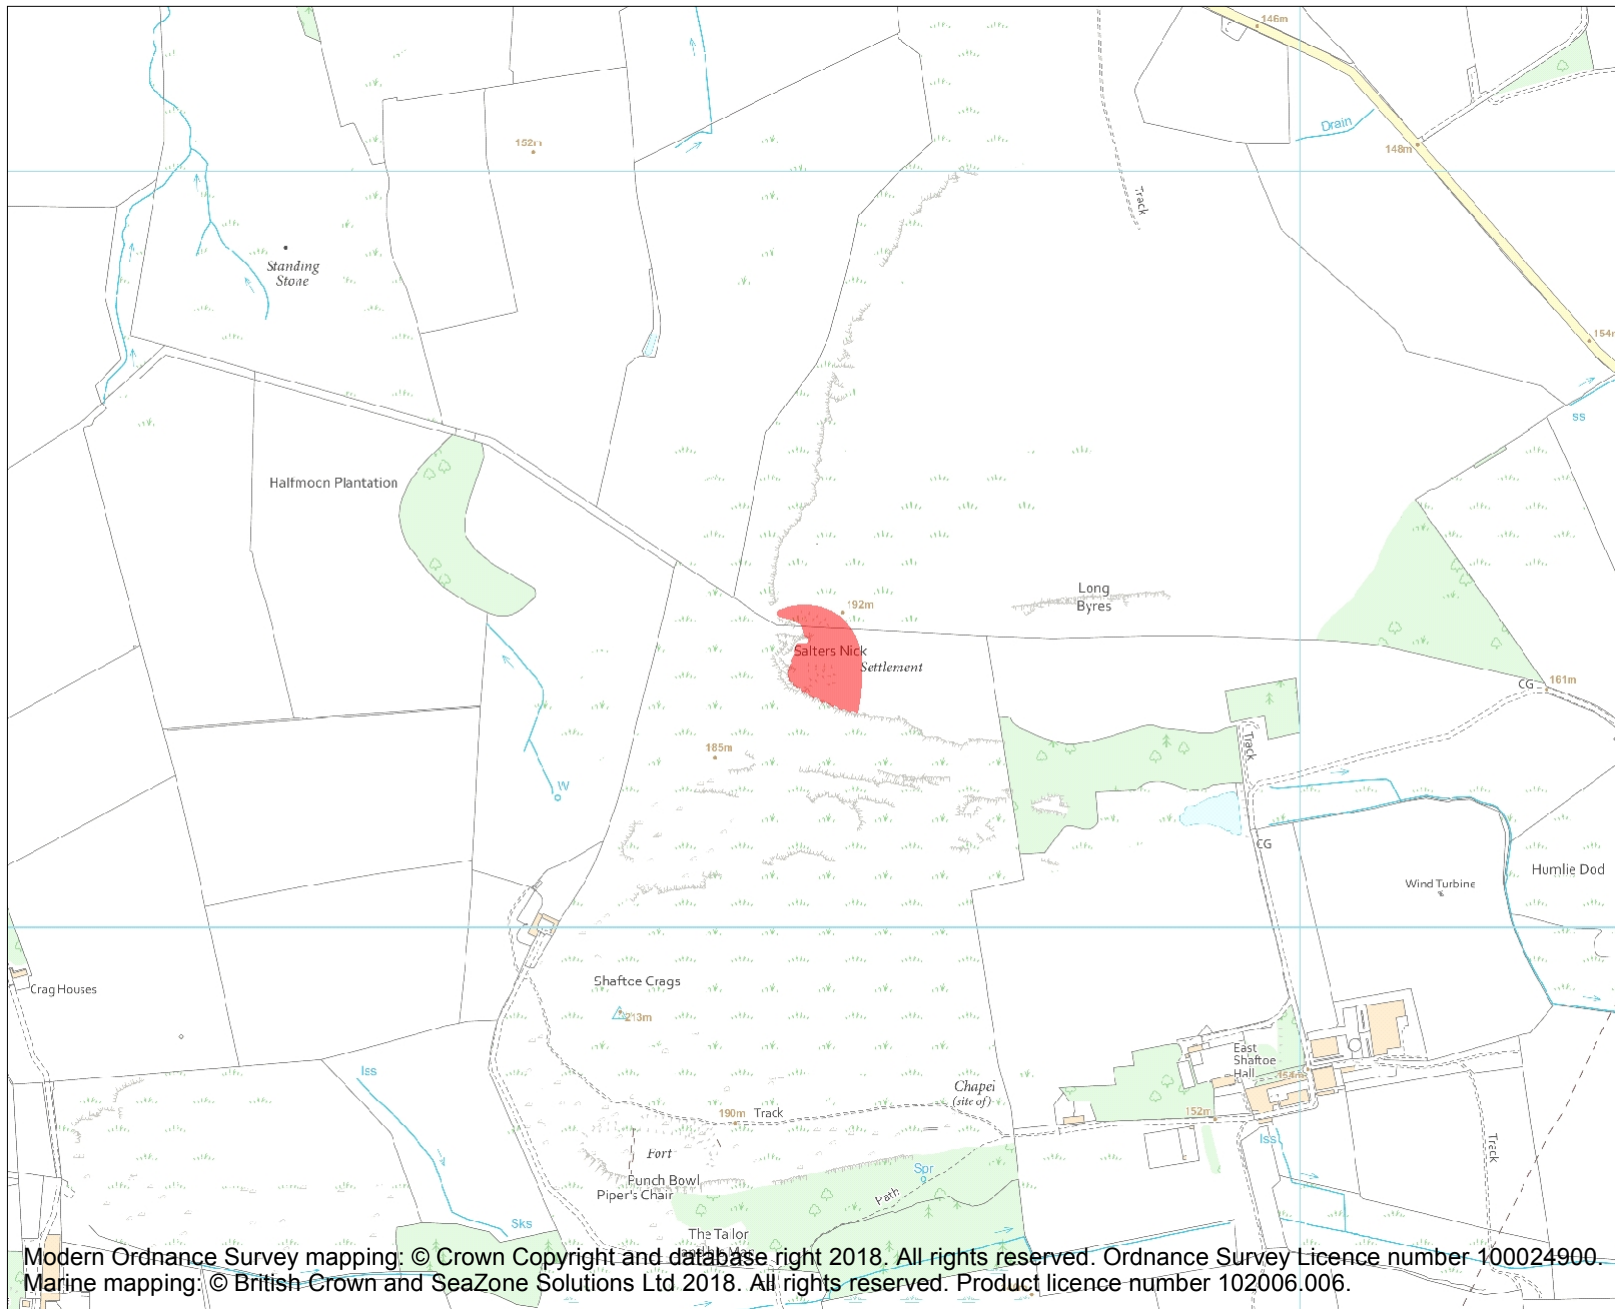 146m
Drain
148m
152m
Track
Standing
Stone
154m
ss
Halfmoon Plantation
Long
Byres
192m
Salters Nick
Settlement
CG
161m
185m
Track
W
CG
Humlie Dod
Wind Turbine
Crag Houses
Shaftoe Crags
213m
East
Shaftoe
Hall
Iss
Chapel
(site of)
190m
Track
152m
Iss
Track
Fort
Spr
Punch Bowl
Piper's Chair
Path
Sks
The Tailor
Modern Ordnance Survey mapping: © Crown Copyright and database right 2018. All rights reserved. Ordnance Survey Licence number 100024900.
Marine mapping: © British Crown and SeaZone Solutions Ltd 2018. All rights reserved. Product licence number 102006.006.